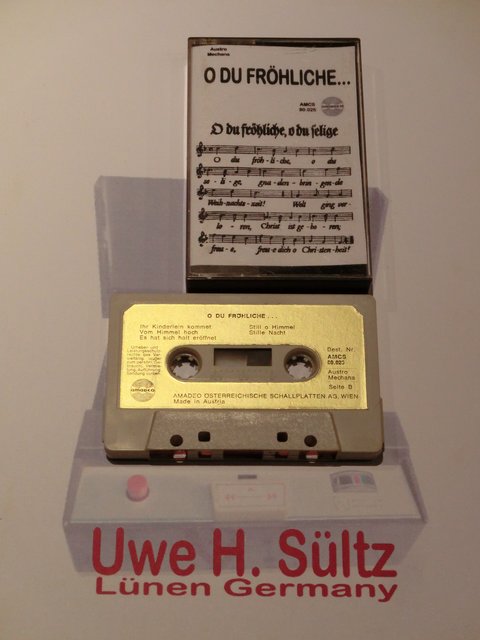 Austro
Mechana
O DU FRÖHLICHE...
AMCS
O du fröhliche, o du selige
O du fröh - li - che, o du
se - li - ge, gna - den - brin - gen - de
Weih - nachts - zeit! Welt ging ver -
lo - ren, Christ ist ge - bo - ren;
freu - e, freu - e dich o Chri - sten - heit!
O DU FRÖHLICHE....
Ihr Kinderlein kommet
Vom Himmel hoch
Es hat sich halt eröffnet
Still o Himmel
Stille Nacht
Best. Nr.
AMCS
Austro
Mechana
Seite B
AMADEO
AMADEO ÖSTERREICHISCHE SCHALLPLATTEN AG, WIEN
Made in Austria
Uwe H. Sültz
Lünen Germany